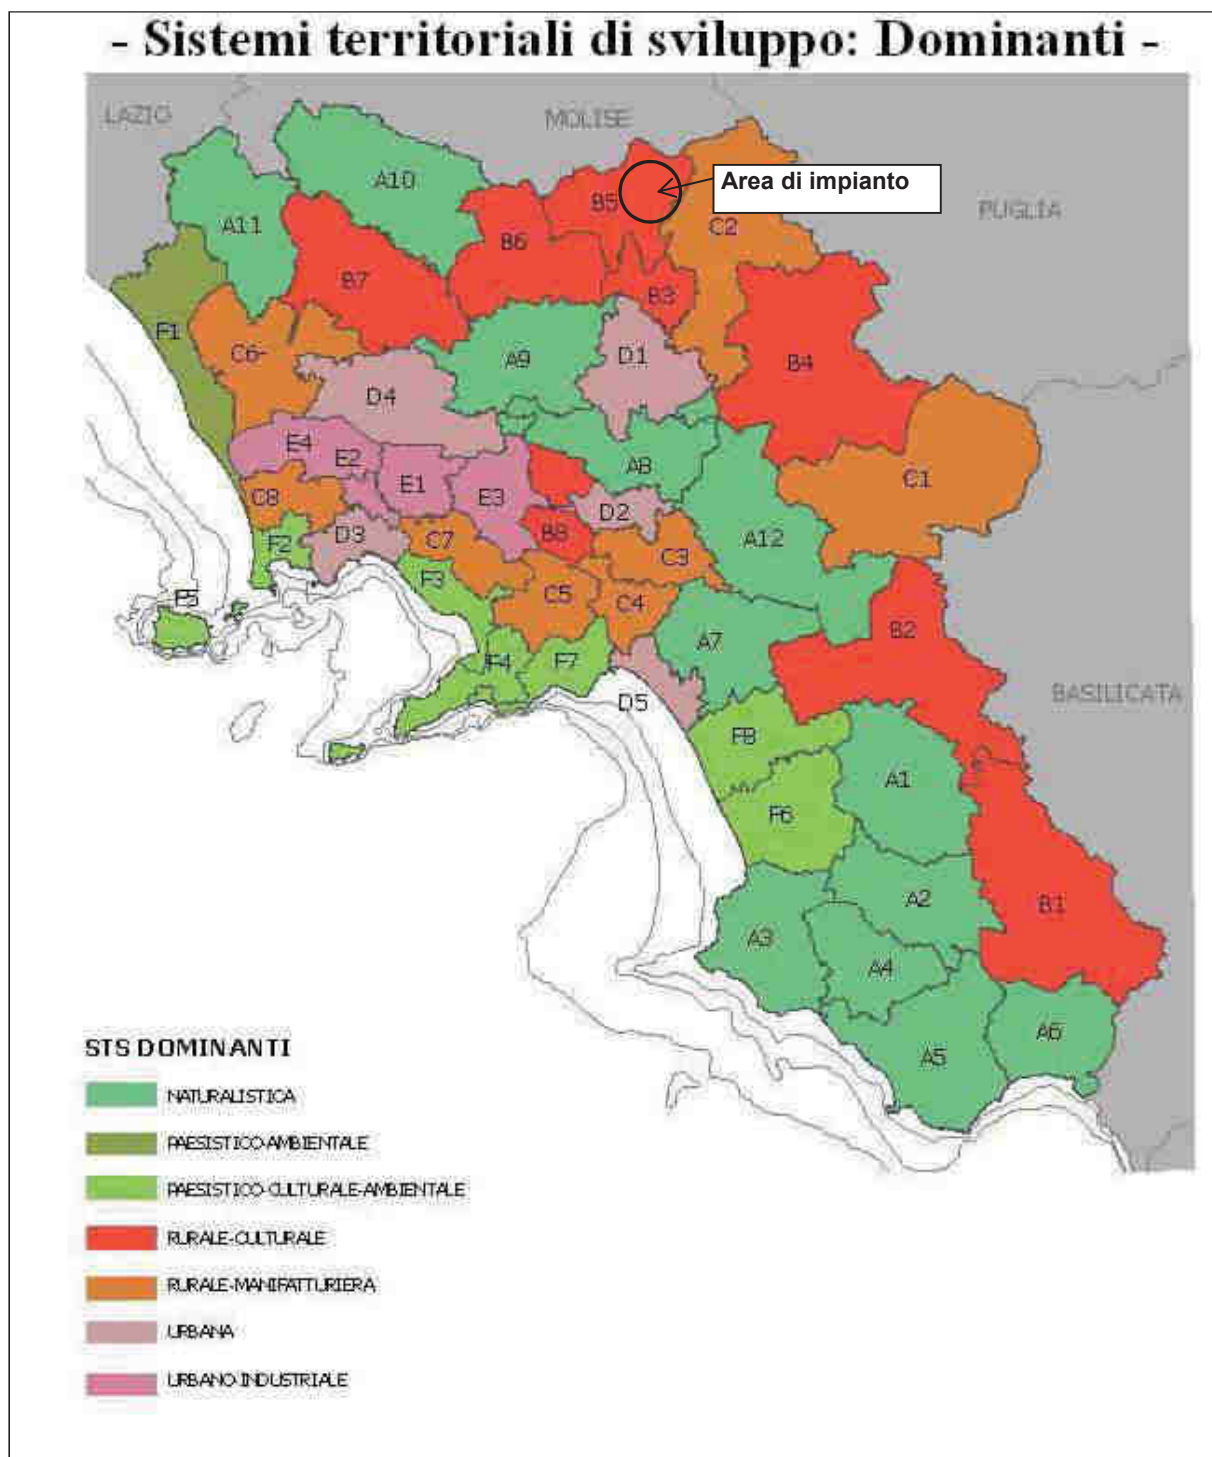 - Sistemi territoriali di sviluppo: Dominanti -
LAZIO
MOLISE
PUGLIA
BASILICATA
Area di impianto
A10
A11
B5
C2
B6
B7
B3
F1
C6-
A9
D1
B4
D4
E4
E2
A8
C1
E1
E3
C8
D2
B8
A12
D3
C7
C3
F2
F3
F5
C5
C4
B2
A7
F4
F7
D5
F8
A1
F6
A2
B1
A3
A4
A6
A5
STS DOMINANTI
NATURALISTICA
PAESISTICO-AMBIENTALE
PAESISTICO-CULTURALE-AMBIENTALE
RURALE-CULTURALE
RURALE-MANIFATTURIERA
URBANA
URBANO INDUSTRIALE